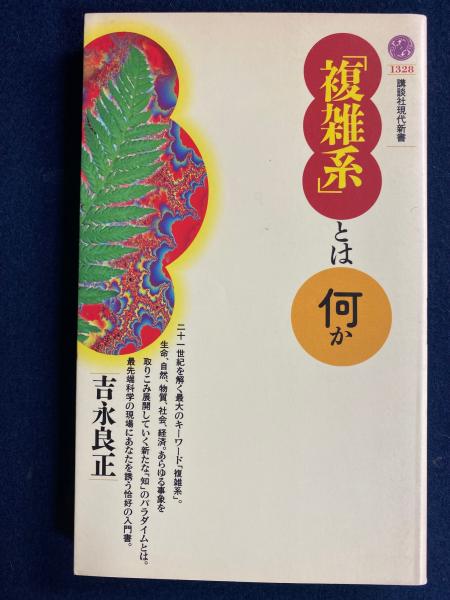 1328
講談社現代新書
「複雑系」
とは
何か
二十一世紀を解く最大のキーワード「複雑系」。
生命、自然、物質、社会、経済。あらゆる事象を
取りこみ展開していく新たな「知」のパラダイムとは。
最先端科学の現場にあなたを誘う恰好の入門書。
吉永良正